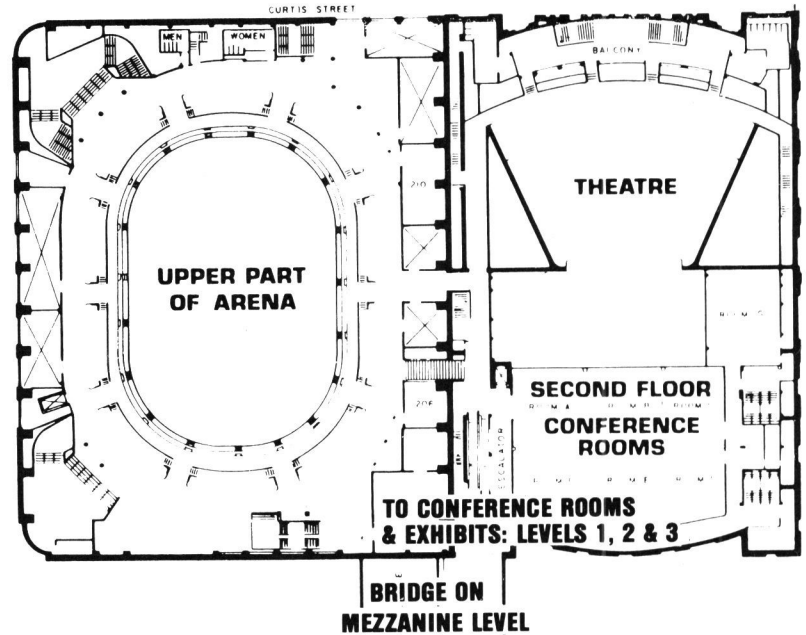 CURTIS STREET
MEN
WOMEN
BALCONY
210
THEATRE
UPPER PART
OF ARENA
SECOND FLOOR
CONFERENCE
ROOMS
206
ESCALATOR
TO CONFERENCE ROOMS
& EXHIBITS: LEVELS 1, 2 & 3
BRIDGE ON
MEZZANINE LEVEL